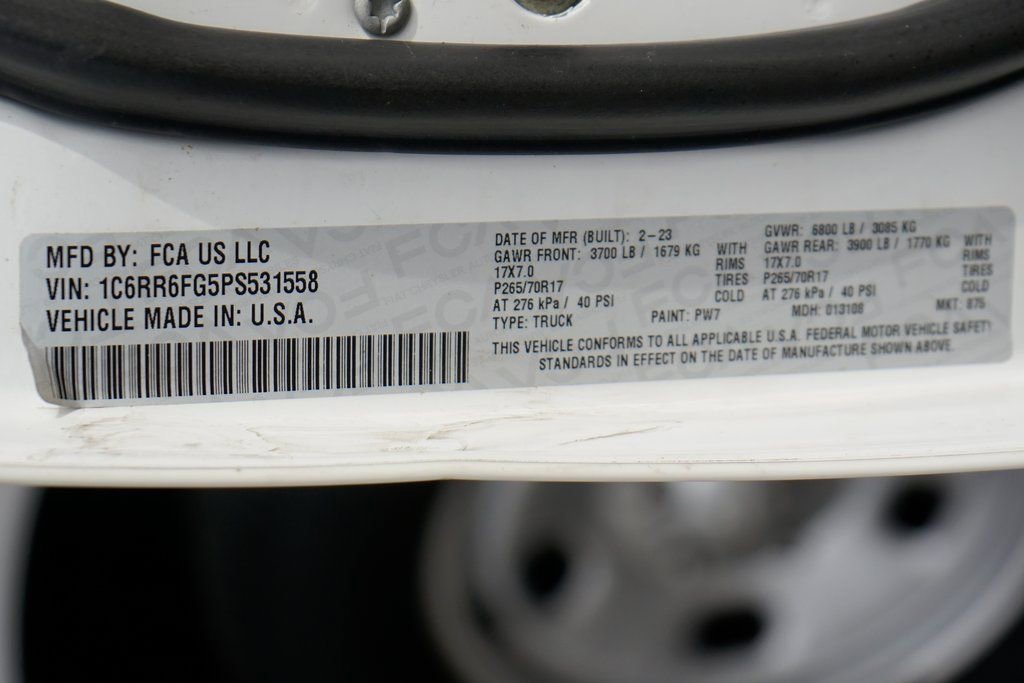 MFD BY: FCA US LLC
VIN: 1C6RR6FG5PS531558
VEHICLE MADE IN: U.S.A.
DATE OF MFR (BUILT): 2-23
GAWR FRONT: 3700 LB / 1679 KG WITH
17X7.0 RIMS
P265/70R17 TIRES
AT 276 kPa / 40 PSI COLD
TYPE: TRUCK PAINT: PW7
GVWR: 6800 LB / 3085 KG
GAWR REAR: 3900 LB / 1770 KG WITH
17X7.0 RIMS
P265/70R17 TIRES
AT 276 kPa / 40 PSI COLD
MDH: 013108 MKT: 875
THIS VEHICLE CONFORMS TO ALL APPLICABLE U.S.A. FEDERAL MOTOR VEHICLE SAFETY
STANDARDS IN EFFECT ON THE DATE OF MANUFACTURE SHOWN ABOVE.